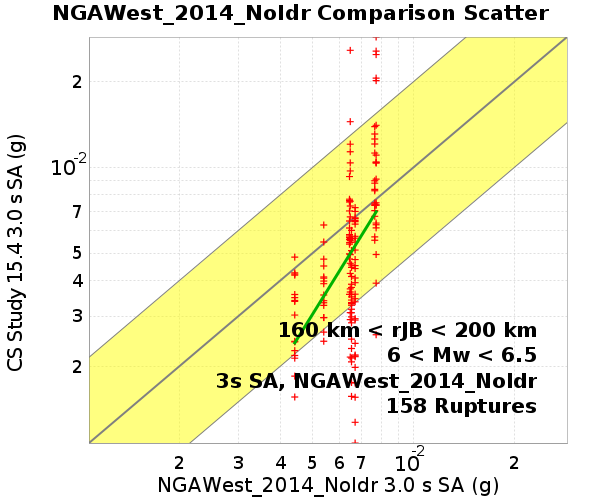 NGAWest_2014_NoIdr Comparison Scatter
CS Study 15.4 3.0 s SA (g)
2
10-2
7
5
4
3
2
160 km < rJB < 200 km
6 < Mw < 6.5
3s SA, NGAWest_2014_NoIdr
158 Ruptures
2 3 4 5 6 7 10-2 2
NGAWest_2014_NoIdr 3.0 s SA (g)